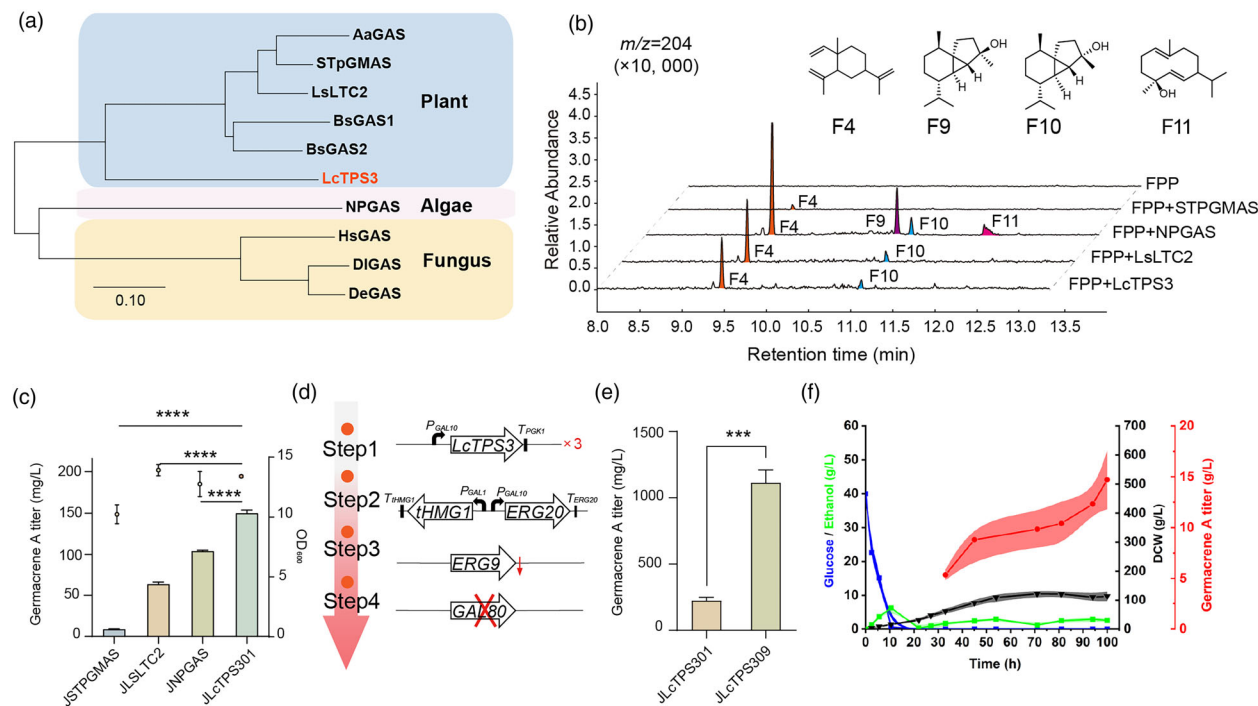 (a)
AaGAS
STpGMAS
LsLTC2
BsGAS1
BsGAS2
LcTPS3
Plant
NPGAS
Algae
HsGAS
DlGAS
DeGAS
Fungus
0.10
(b)
m/z=204
(×10, 000)
F4
F9
F10
F11
OH
H
H
OH
H
H
OH
Relative Abundance
4.5
4.0
3.5
3.0
2.5
2.0
1.5
1.0
0.5
0.0
FPP
F4
FPP+STPGMAS
F4
F9
F10
F11
FPP+NPGAS
F4
F10
FPP+LsLTC2
F4
F10
FPP+LcTPS3
8.0 8.5 9.0 9.5 10.0 10.5 11.0 11.5 12.0 12.5 13.0 13.5
Retention time (min)
(c)
****
****
****
****
Germacrene A titer (mg/L)
200
150
100
50
0
15
10
5
0
OD600
JSTPGMAS
JLSLTC2
JNPGAS
JLcTPS301
(d)
Step1
PGAL10
LcTPS3
TPGK1
×3
Step2
TtHMG1
tHMG1
PGAL1
PGAL10
ERG20
TERG20
Step3
ERG9
Step4
GAL80
(e)
***
Germacrene A titer (mg/L)
1500
1000
500
0
JLcTPS301
JLcTPS309
(f)
Glucose / Ethanol (g/L)
60
50
40
30
20
10
0
700
600
500
400
300
200
100
0
DCW (g/L)
20
15
10
5
0
Germacrene A titer (g/L)
0 10 20 30 40 50 60 70 80 90 100
Time (h)